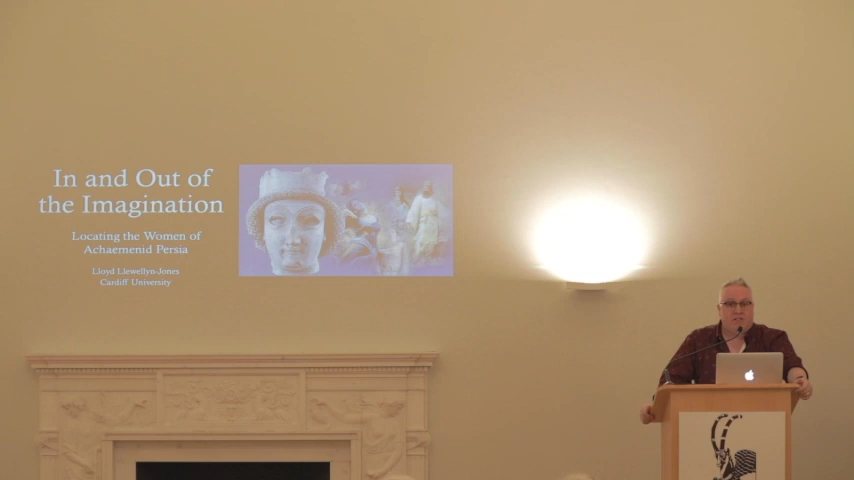 In and Out of
the Imagination
Locating the Women of
Achaemenid Persia
Lloyd Llewellyn-Jones
Cardiff University